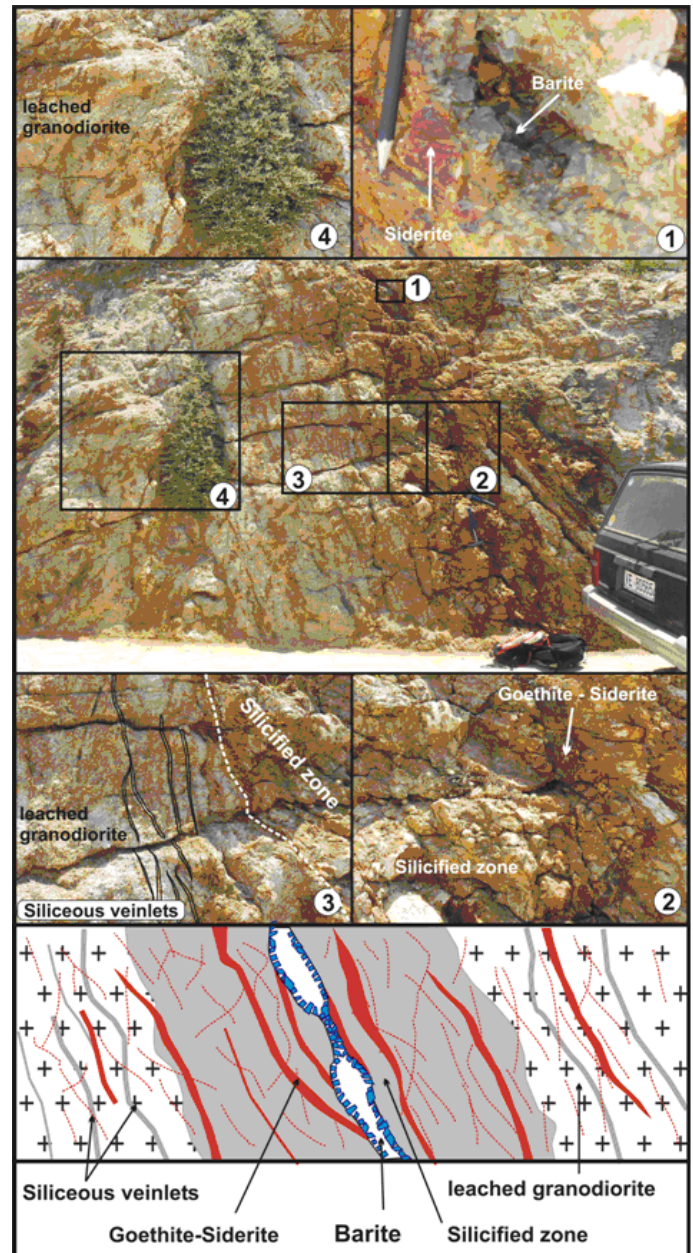 leached
granodiorite
4
Barite
Siderite
1
1
3
2
4
Goethite - Siderite
Silicified zone
leached
granodiorite
Siliceous veinlets
3
Silicified zone
2
Siliceous veinlets
leached granodiorite
Goethite-Siderite
Barite
Silicified zone